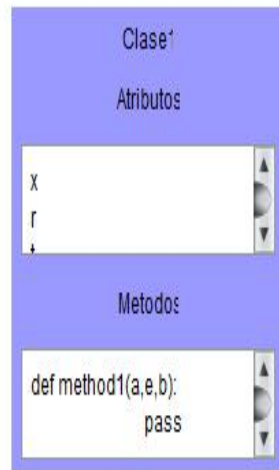 Clase1
Atributos
x
r
Metodos
def method1(a,e,b):
pass